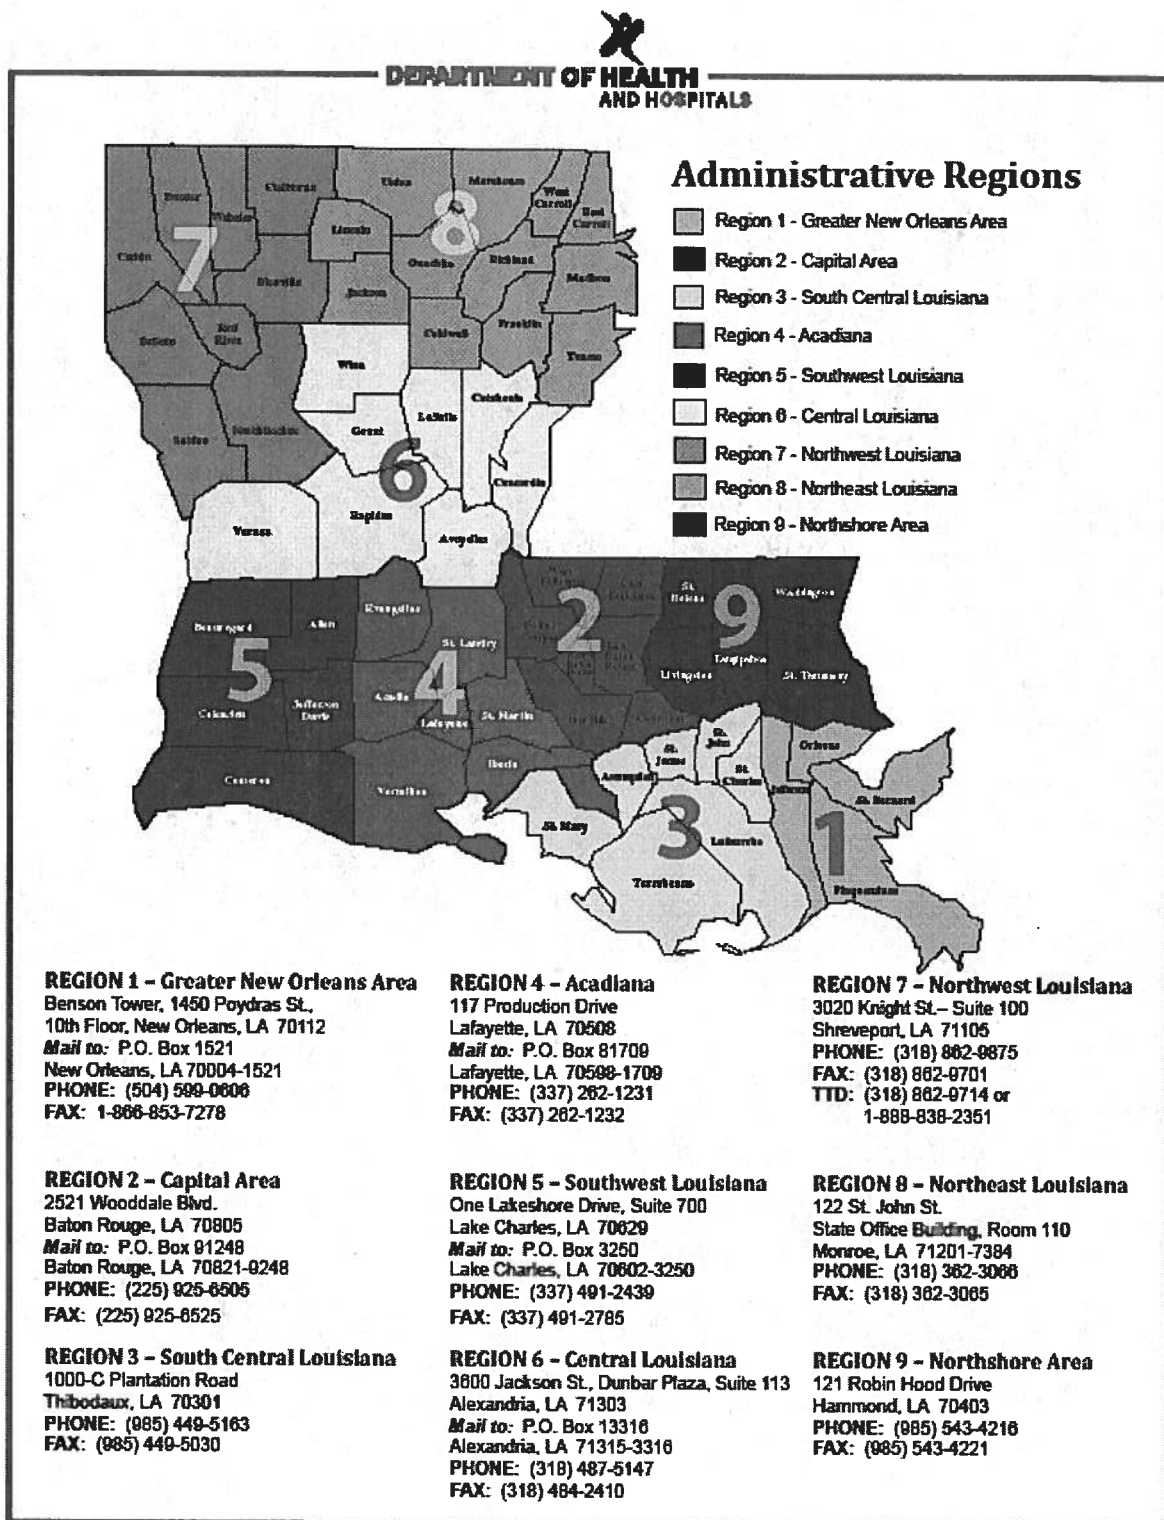 DEPARTMENT OF HEALTH
AND HOSPITALS
Administrative Regions
Region 1 - Greater New Orleans Area
Region 2 - Capital Area
Region 3 - South Central Louisiana
Region 4 - Acadiana
Region 5 - Southwest Louisiana
Region 6 - Central Louisiana
Region 7 - Northwest Louisiana
Region 8 - Northeast Louisiana
Region 9 - Northshore Area
Union
Morehouse
West
Carroll
East
Carroll
Bossier
Webster
Claiborne
Lincoln
8
Caddo
7
Ouachita
Richland
Madison
Bienville
Jackson
DeSoto
Red
River
Caldwell
Franklin
Tensas
Winn
Sabine
Natchitoches
Grant
LaSalle
Catahoula
6
Concordia
Vernon
Rapides
Avoyelles
Beauregard
Allen
Evangeline
St. Landry
2
St.
Helena
9
Washington
5
4
Livingston
Tangipahoa
St. Tammany
Calcasieu
Jefferson
Davis
Acadia
Lafayette
St. Martin
Cameron
Vermilion
Iberia
Assumption
St.
James
St.
John
St.
Charles
Jefferson
Orleans
St. Bernard
St. Mary
3
Lafourche
1
Terrebonne
Plaquemines
REGION 1 – Greater New Orleans Area
Benson Tower, 1450 Poydras St.,
10th Floor, New Orleans, LA 70112
Mail to: P.O. Box 1521
New Orleans, LA 70004-1521
PHONE: (504) 599-0606
FAX: 1-866-853-7278
REGION 2 – Capital Area
2521 Wooddale Blvd.
Baton Rouge, LA 70805
Mail to: P.O. Box 91248
Baton Rouge, LA 70821-9248
PHONE: (225) 925-6505
FAX: (225) 925-6525
REGION 3 – South Central Louisiana
1000-C Plantation Road
Thibodaux, LA 70301
PHONE: (985) 449-5163
FAX: (985) 449-5030
REGION 4 – Acadiana
117 Production Drive
Lafayette, LA 70508
Mail to: P.O. Box 81709
Lafayette, LA 70598-1709
PHONE: (337) 262-1231
FAX: (337) 262-1232
REGION 5 – Southwest Louisiana
One Lakeshore Drive, Suite 700
Lake Charles, LA 70629
Mail to: P.O. Box 3250
Lake Charles, LA 70602-3250
PHONE: (337) 491-2439
FAX: (337) 491-2785
REGION 6 – Central Louisiana
3600 Jackson St., Dunbar Plaza, Suite 113
Alexandria, LA 71303
Mail to: P.O. Box 13316
Alexandria, LA 71315-3316
PHONE: (318) 487-5147
FAX: (318) 484-2410
REGION 7 – Northwest Louisiana
3020 Knight St.– Suite 100
Shreveport, LA 71105
PHONE: (318) 862-9875
FAX: (318) 862-9701
TTD: (318) 862-9714 or
1-888-838-2351
REGION 8 – Northeast Louisiana
122 St. John St.
State Office Building, Room 110
Monroe, LA 71201-7384
PHONE: (318) 362-3066
FAX: (318) 362-3065
REGION 9 – Northshore Area
121 Robin Hood Drive
Hammond, LA 70403
PHONE: (985) 543-4216
FAX: (985) 543-4221